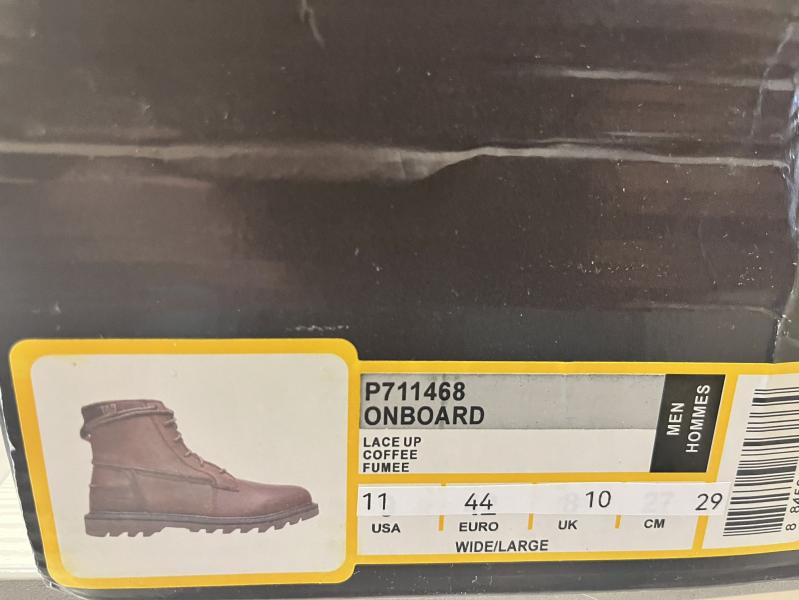 P711468
ONBOARD
MEN
HOMMES
LACE UP
COFFEE
FUMEE
11 44 10 29
USA EURO UK CM
WIDE/LARGE